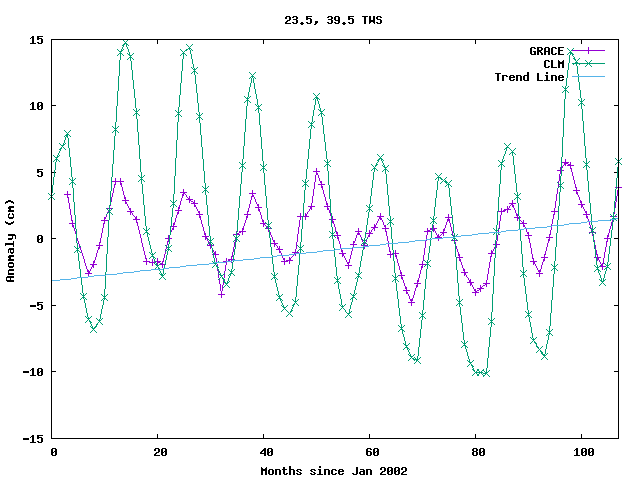 23.5, 39.5 TWS
GRACE
CLM
Trend Line
15
10
5
0
-5
-10
-15
Anomaly (cm)
0 20 40 60 80 100
Months since Jan 2002